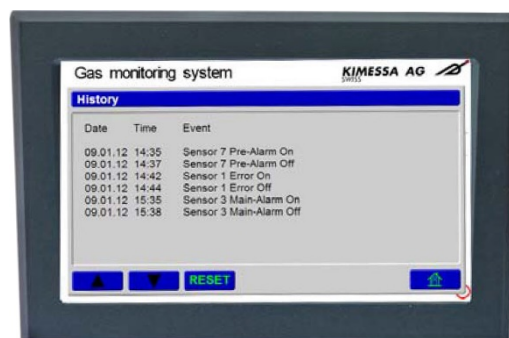 Gas monitoring system KIMESSA AG
SWISS
History
Date Time Event
09.01.12 14:35 Sensor 7 Pre-Alarm On
09.01.12 14:37 Sensor 7 Pre-Alarm Off
09.01.12 14:42 Sensor 1 Error On
09.01.12 14:44 Sensor 1 Error Off
09.01.12 15:35 Sensor 3 Main-Alarm On
09.01.12 15:38 Sensor 3 Main-Alarm Off
RESET